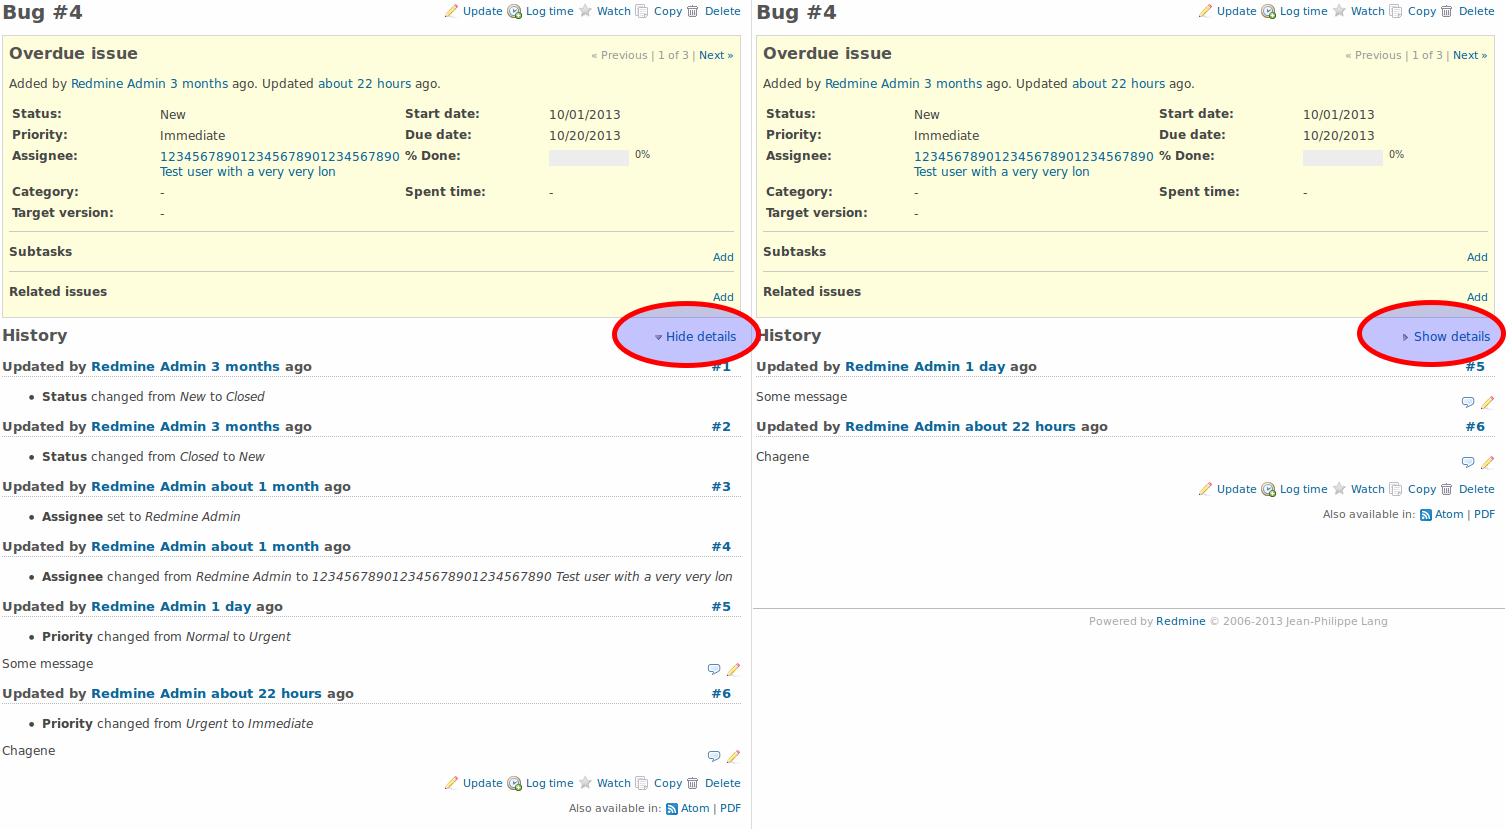 Bug #4
Update Log time Watch Copy Delete
Overdue issue
« Previous | 1 of 3 | Next »
Added by Redmine Admin 3 months ago. Updated about 22 hours ago.
Status: New Start date: 10/01/2013
Priority: Immediate Due date: 10/20/2013
Assignee: 123456789012345678901234567890 % Done: 0%
Test user with a very very lon
Category: - Spent time: -
Target version: -
Subtasks
Add
Related issues
Add
History
Hide details
Updated by Redmine Admin 3 months ago #1
• Status changed from New to Closed
Updated by Redmine Admin 3 months ago #2
• Status changed from Closed to New
Updated by Redmine Admin about 1 month ago #3
• Assignee set to Redmine Admin
Updated by Redmine Admin about 1 month ago #4
• Assignee changed from Redmine Admin to 123456789012345678901234567890 Test user with a very very lon
Updated by Redmine Admin 1 day ago #5
• Priority changed from Normal to Urgent
Some message
Updated by Redmine Admin about 22 hours ago #6
• Priority changed from Urgent to Immediate
Chagene
Update Log time Watch Copy Delete
Also available in: Atom | PDF
Bug #4
Update Log time Watch Copy Delete
Overdue issue
« Previous | 1 of 3 | Next »
Added by Redmine Admin 3 months ago. Updated about 22 hours ago.
Status: New Start date: 10/01/2013
Priority: Immediate Due date: 10/20/2013
Assignee: 123456789012345678901234567890 % Done: 0%
Test user with a very very lon
Category: - Spent time: -
Target version: -
Subtasks
Add
Related issues
Add
History
Show details
Updated by Redmine Admin 1 day ago #5
Some message
Updated by Redmine Admin about 22 hours ago #6
Chagene
Update Log time Watch Copy Delete
Also available in: Atom | PDF
Powered by Redmine © 2006-2013 Jean-Philippe Lang